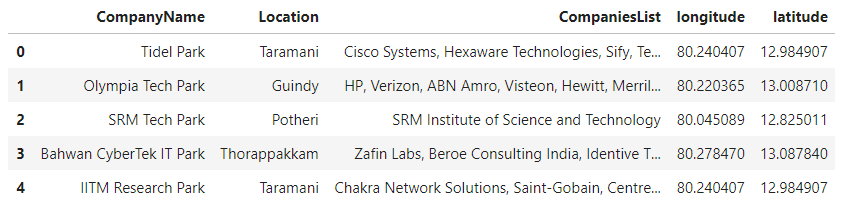 CompanyName Location CompaniesList longitude latitude
0 Tidel Park Taramani Cisco Systems, Hexaware Technologies, Sify, Te... 80.240407 12.984907
1 Olympia Tech Park Guindy HP, Verizon, ABN Amro, Visteon, Hewitt, Merril... 80.220365 13.008710
2 SRM Tech Park Potheri SRM Institute of Science and Technology 80.045089 12.825011
3 Bahwan CyberTek IT Park Thorappakkam Zafin Labs, Beroe Consulting India, Identive T... 80.278470 13.087840
4 IITM Research Park Taramani Chakra Network Solutions, Saint-Gobain, Centre... 80.240407 12.984907